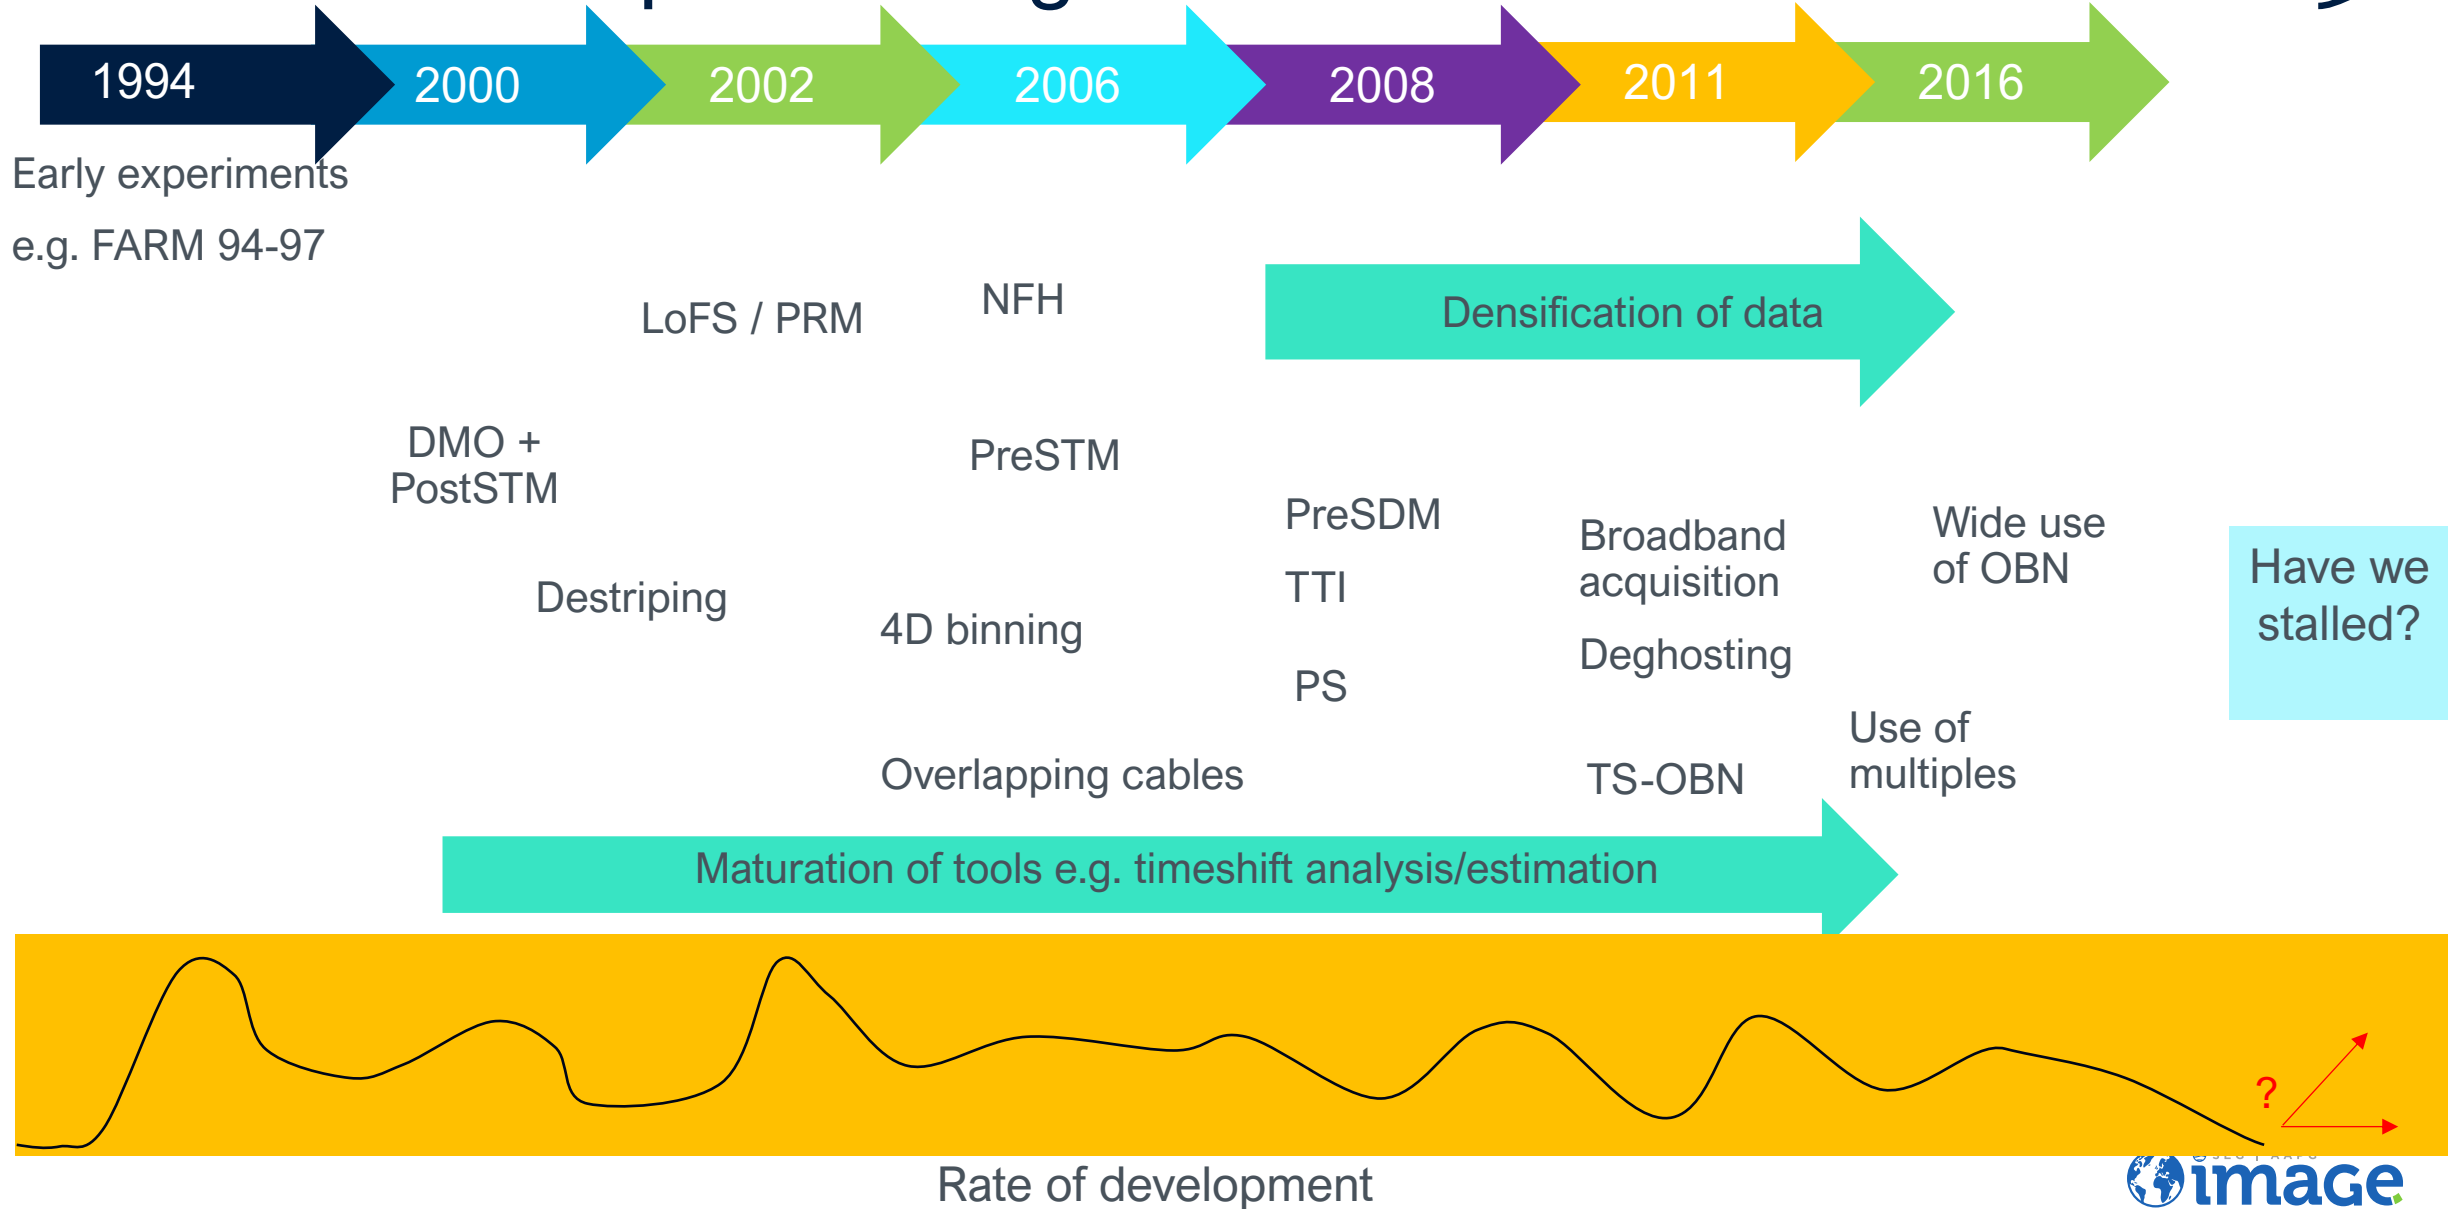 1994
2000
2002
2006
2008
2011
2016
Early experiments
e.g. FARM 94-97
LoFS / PRM
NFH
Densification of data
DMO +
PostSTM
PreSTM
PreSDM
TTI
PS
Destriping
4D binning
Overlapping cables
Broadband
acquisition
Deghosting
TS-OBN
Wide use
of OBN
Use of
multiples
Have we
stalled?
Maturation of tools e.g. timeshift analysis/estimation
?
Rate of development
image